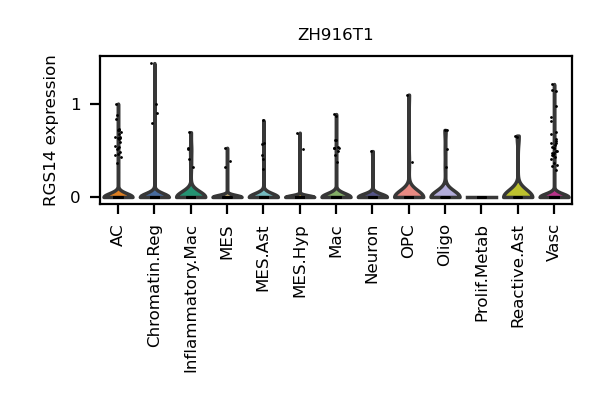 ZH916T1
RGS14 expression
1
0
AC
Chromatin.Reg
Inflammatory.Mac
MES
MES.Ast
MES.Hyp
Mac
Neuron
OPC
Oligo
Prolif.Metab
Reactive.Ast
Vasc